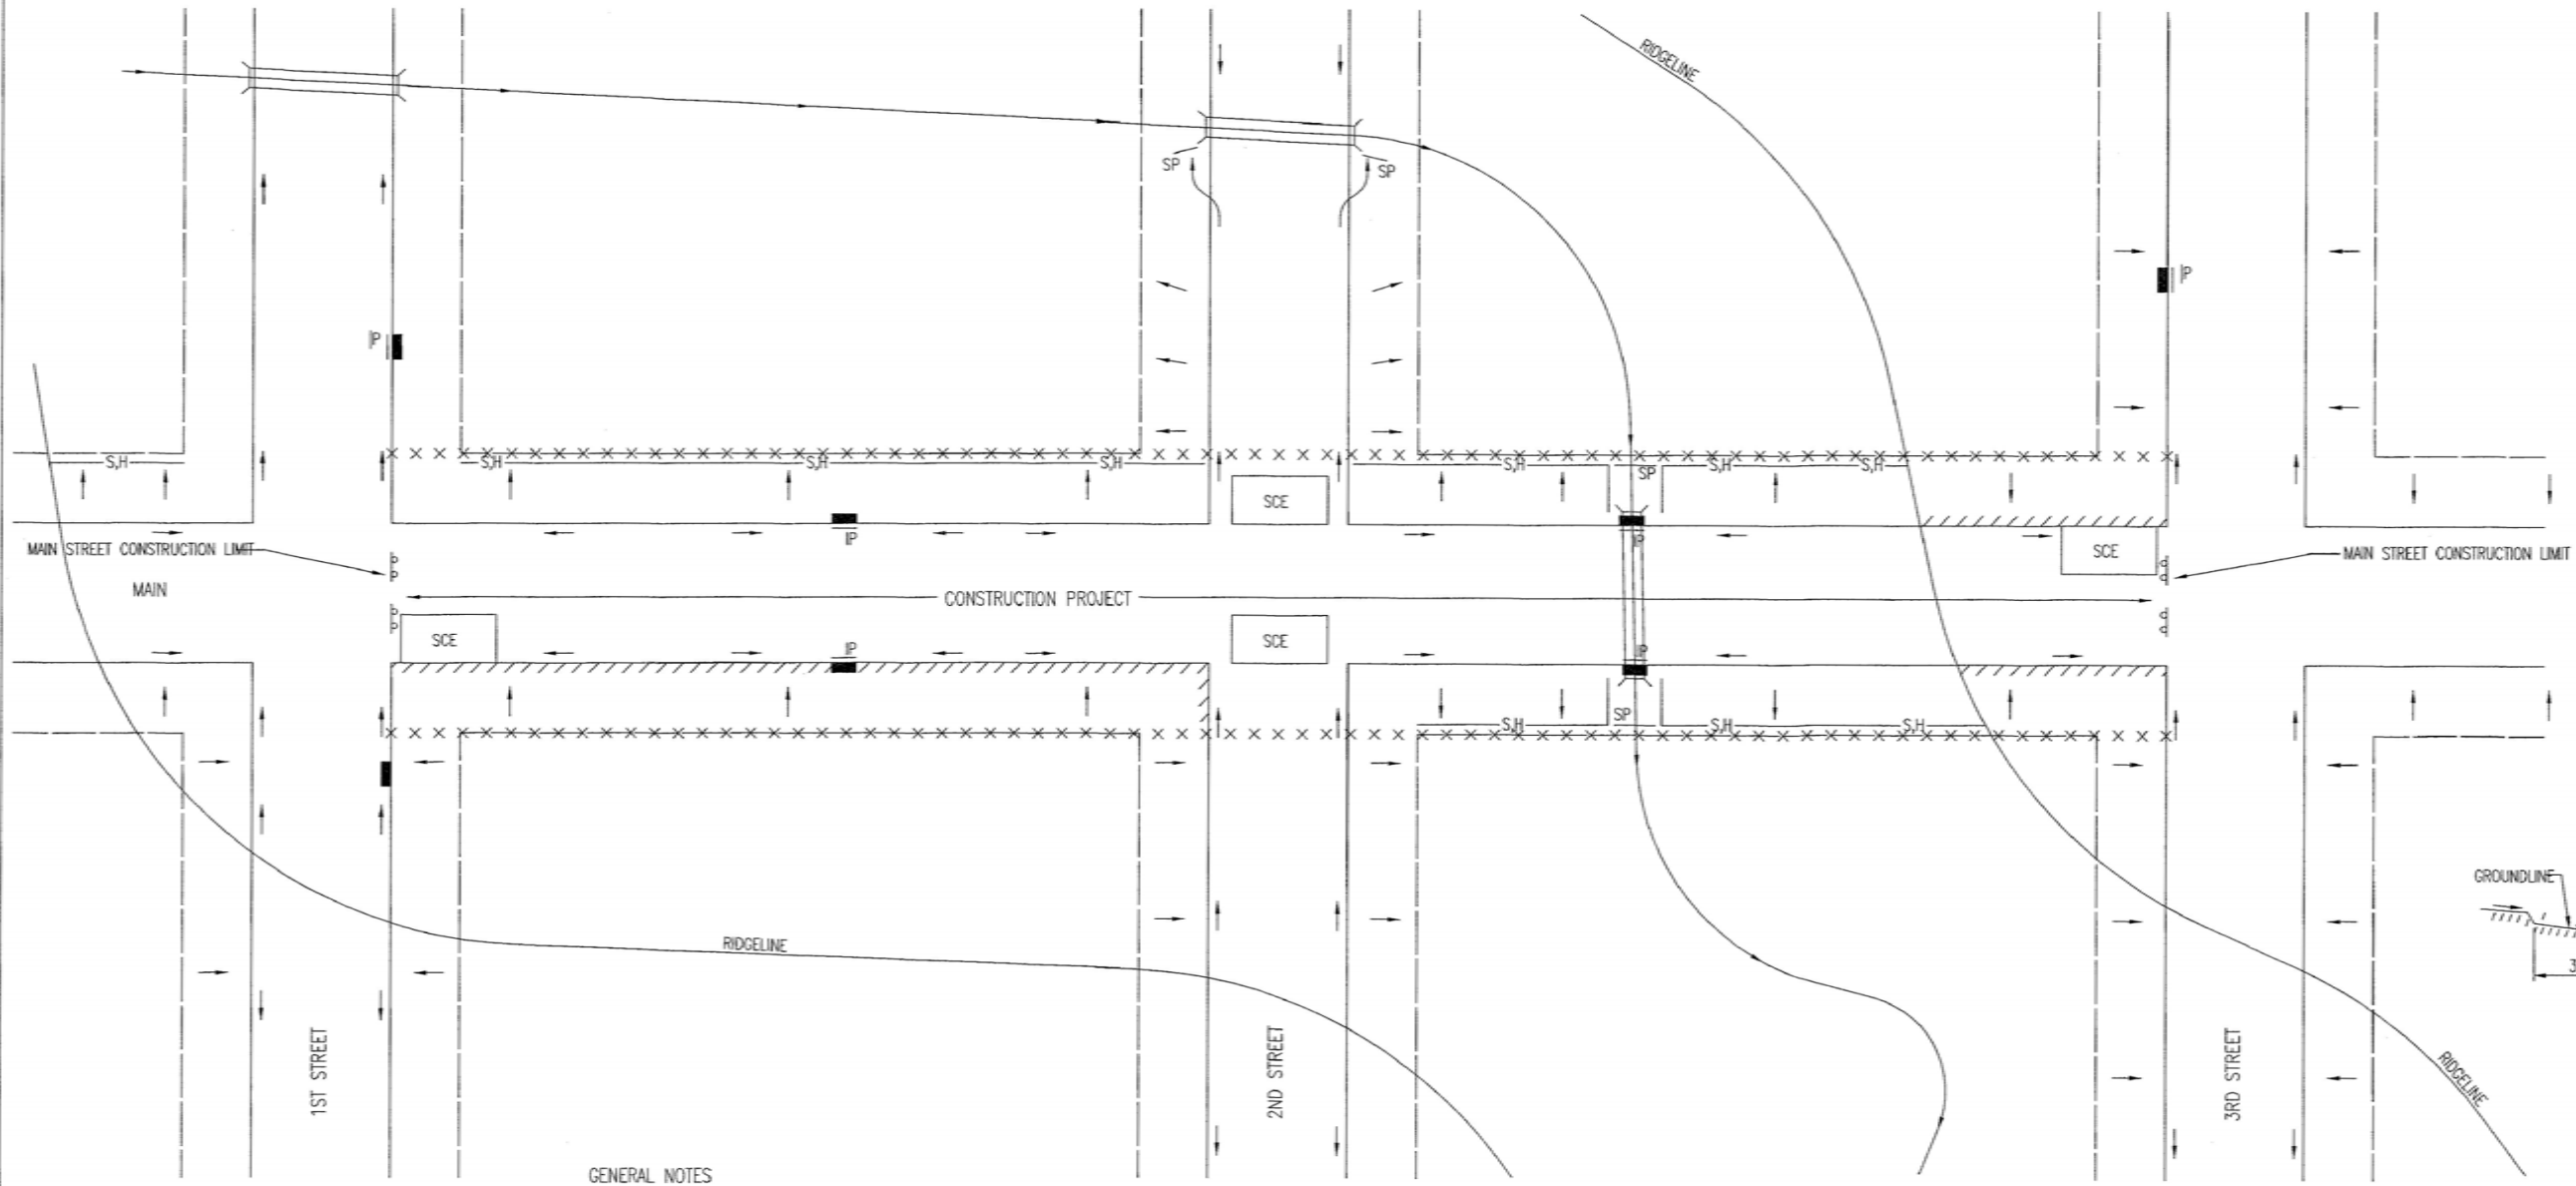 RIDGELINE
SP
SP
IP
IP
S,H
S,H
S,H
S,H
S,H
SP
S,H
S,H
SCE
IP
IP
MAIN STREET CONSTRUCTION LIMIT
SCE
MAIN STREET CONSTRUCTION LIMIT
MAIN
CONSTRUCTION PROJECT
SCE
SCE
IP
IP
S,H
SP
S,H
S,H
GROUNDLINE
3
RIDGELINE
1ST STREET
2ND STREET
3RD STREET
RIDGELINE
GENERAL NOTES